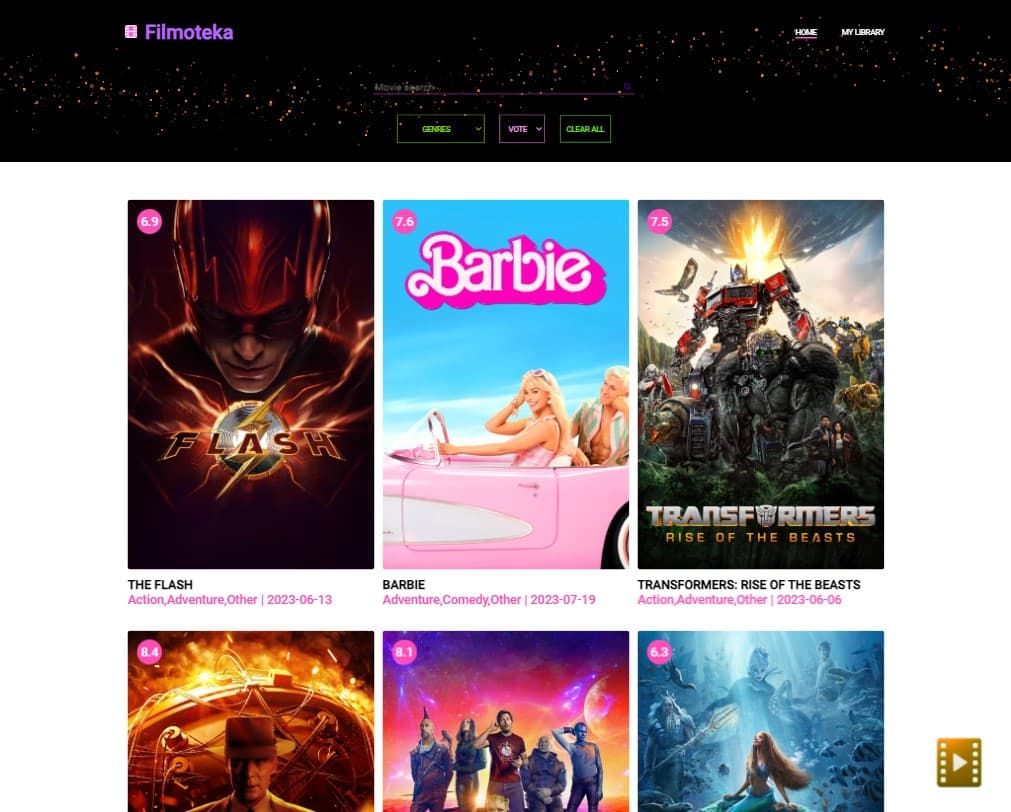 Filmoteka
HOME
MY LIBRARY
Movie search
GENRES
VOTE
CLEAR ALL
6.9
FLASH
THE FLASH
Action,Adventure,Other | 2023-06-13
7.6
Barbie
BARBIE
Adventure,Comedy,Other | 2023-07-19
7.5
TRANSFORMERS
RISE OF THE BEASTS
TRANSFORMERS: RISE OF THE BEASTS
Action,Adventure,Other | 2023-06-06
8.4
8.1
6.3